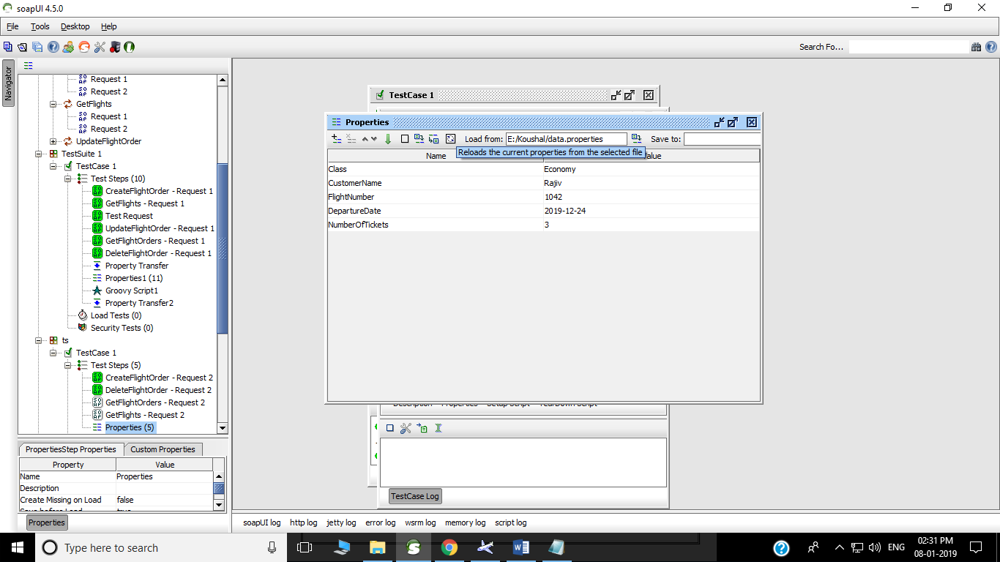 soapUI 4.5.0
File Tools Desktop Help
Search Fo...
Navigator
Request 1
Request 2
GetFlights
Request 1
Request 2
UpdateFlightOrder
TestSuite 1
TestCase 1
Test Steps (10)
CreateFlightOrder - Request 1
GetFlights - Request 1
Test Request
UpdateFlightOrder - Request 1
GetFlightOrders - Request 1
DeleteFlightOrder - Request 1
Property Transfer
Properties1 (11)
Groovy Script1
Property Transfer2
Load Tests (0)
Security Tests (0)
ts
TestCase 1
Test Steps (5)
CreateFlightOrder - Request 2
DeleteFlightOrder - Request 2
GetFlightOrders - Request 2
GetFlights - Request 2
Properties (5)
PropertiesStep Properties Custom Properties
Property Value
Name Properties
Description
Create Missing on Load false
Save before Load true
Properties
TestCase 1
Properties
Load from: E:/Koushal/data.properties Save to:
Reloads the current properties from the selected file
Name alue
Class Economy
CustomerName Rajiv
FlightNumber 1042
DepartureDate 2019-12-24
NumberOfTickets 3
Description Properties Setup Script TearDown Script
TestCase Log
soapUI log http log jetty log error log wsrm log memory log script log
Type here to search
ENG
02:31 PM
08-01-2019